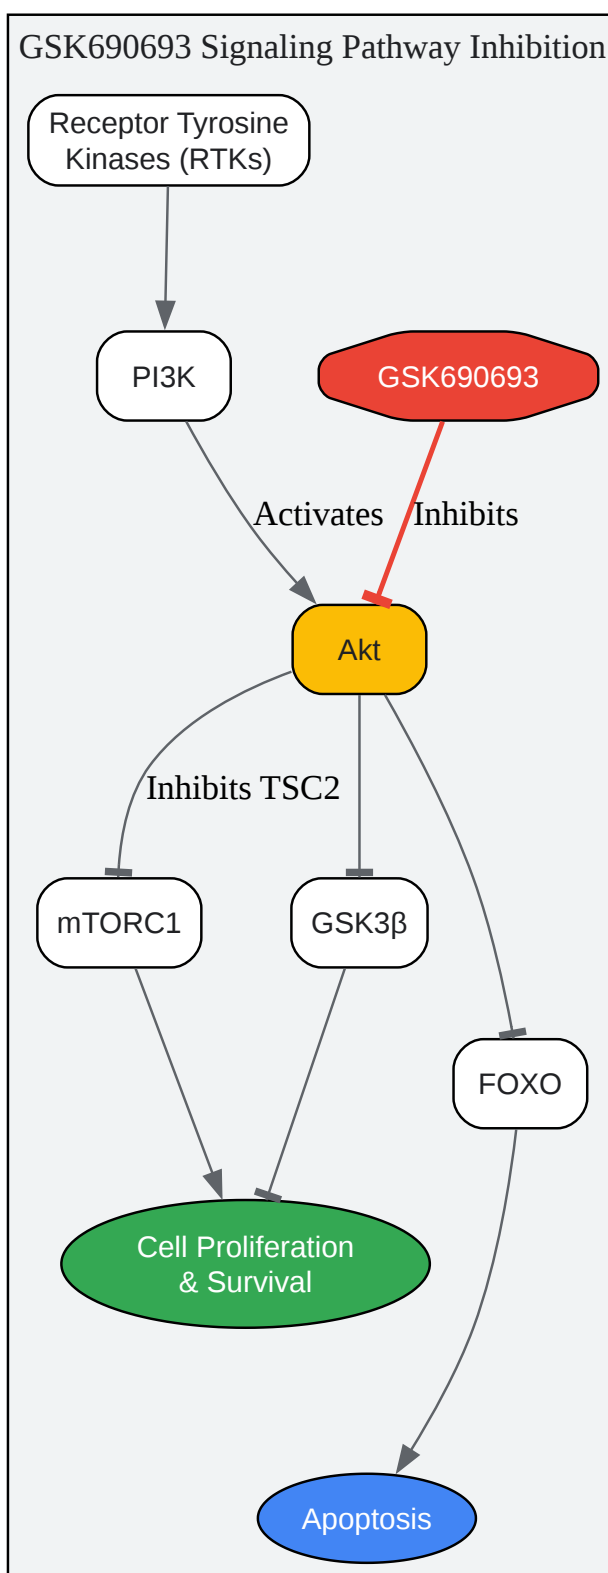 GSK690693 Signaling Pathway Inhibition
Receptor Tyrosine
Kinases (RTKs)
PI3K
GSK690693
Activates
Inhibits
Akt
Inhibits TSC2
mTORC1
GSK3β
FOXO
Cell Proliferation
& Survival
Apoptosis